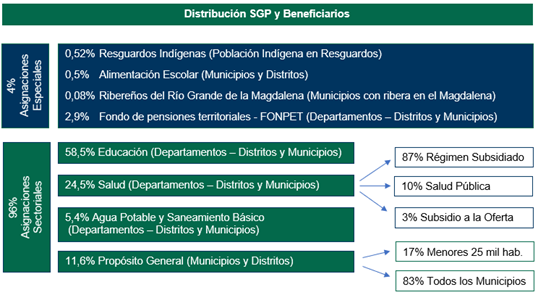 Distribución SGP y Beneficiarios
4%
Asignaciones
Especiales
0,52% Resguardos Indígenas (Población Indígena en Resguardos)
0,5% Alimentación Escolar (Municipios y Distritos)
0,08% Ribereños del Río Grande de la Magdalena (Municipios con ribera en el Magdalena)
2,9% Fondo de pensiones territoriales - FONPET (Departamentos – Distritos y Municipios)
96%
Asignaciones
Sectoriales
58,5% Educación (Departamentos – Distritos y Municipios)
24,5% Salud (Departamentos – Distritos y Municipios)
87% Régimen Subsidiado
10% Salud Pública
3% Subsidio a la Oferta
5,4% Agua Potable y Saneamiento Básico
(Departamentos – Distritos y Municipios)
11,6% Propósito General (Municipios y Distritos)
17% Menores 25 mil hab.
83% Todos los Municipios